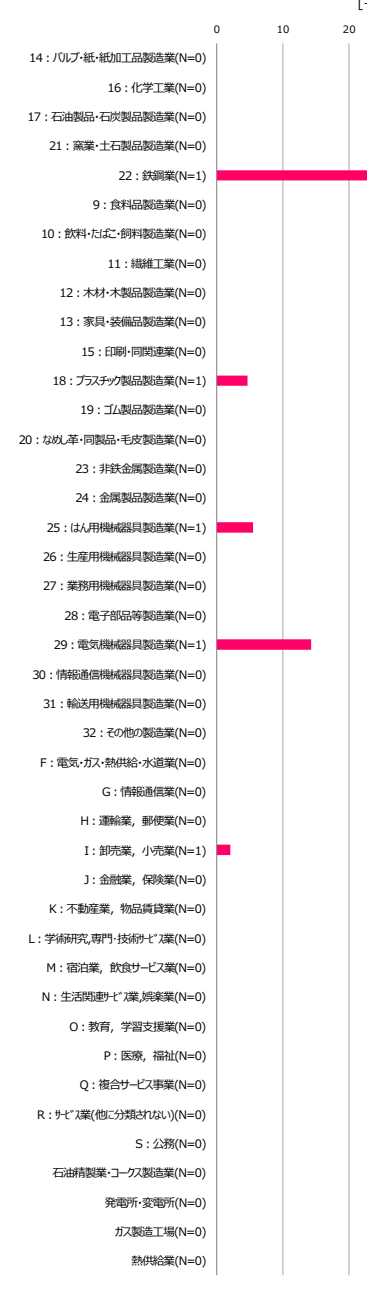 0 10 20
14：パルプ・紙・紙加工品製造業(N=0)
16：化学工業(N=0)
17：石油製品・石炭製品製造業(N=0)
21：窯業・土石製品製造業(N=0)
22：鉄鋼業(N=1)
9：食料品製造業(N=0)
10：飲料・たばこ・飼料製造業(N=0)
11：繊維工業(N=0)
12：木材・木製品製造業(N=0)
13：家具・装備品製造業(N=0)
15：印刷・同関連業(N=0)
18：プラスチック製品製造業(N=1)
19：ゴム製品製造業(N=0)
20：なめし革・同製品・毛皮製造業(N=0)
23：非鉄金属製造業(N=0)
24：金属製品製造業(N=0)
25：はん用機械器具製造業(N=1)
26：生産用機械器具製造業(N=0)
27：業務用機械器具製造業(N=0)
28：電子部品等製造業(N=0)
29：電気機械器具製造業(N=1)
30：情報通信機械器具製造業(N=0)
31：輸送用機械器具製造業(N=0)
32：その他の製造業(N=0)
F：電気・ガス・熱供給・水道業(N=0)
G：情報通信業(N=0)
H：運輸業，郵便業(N=0)
I：卸売業，小売業(N=1)
J：金融業，保険業(N=0)
K：不動産業，物品賃貸業(N=0)
L：学術研究,専門・技術サービス業(N=0)
M：宿泊業，飲食サービス業(N=0)
N：生活関連サービス業,娯楽業(N=0)
O：教育，学習支援業(N=0)
P：医療，福祉(N=0)
Q：複合サービス事業(N=0)
R：サービス業(他に分類されない)(N=0)
S：公務(N=0)
石油精製業・コークス製造業(N=0)
発電所・変電所(N=0)
ガス製造工場(N=0)
熱供給業(N=0)